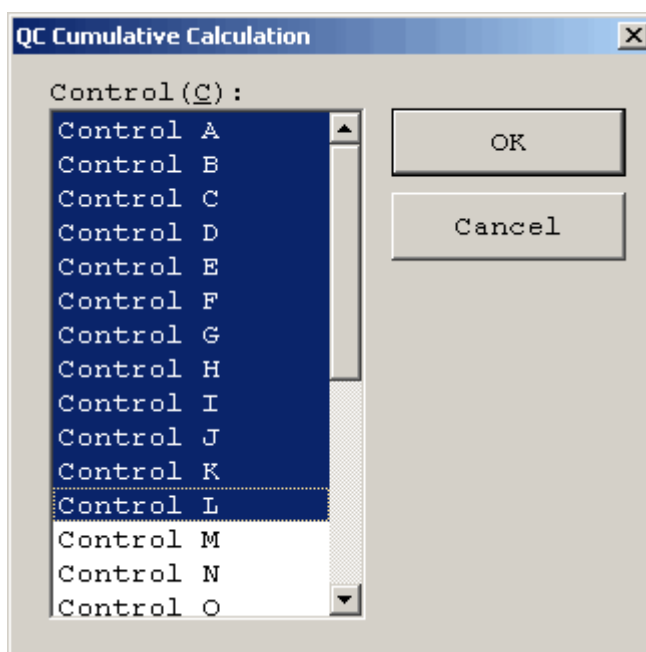 QC Cumulative Calculation
Control(C):
Control A
Control B
Control C
Control D
Control E
Control F
Control G
Control H
Control I
Control J
Control K
Control L
Control M
Control N
Control O
OK
Cancel